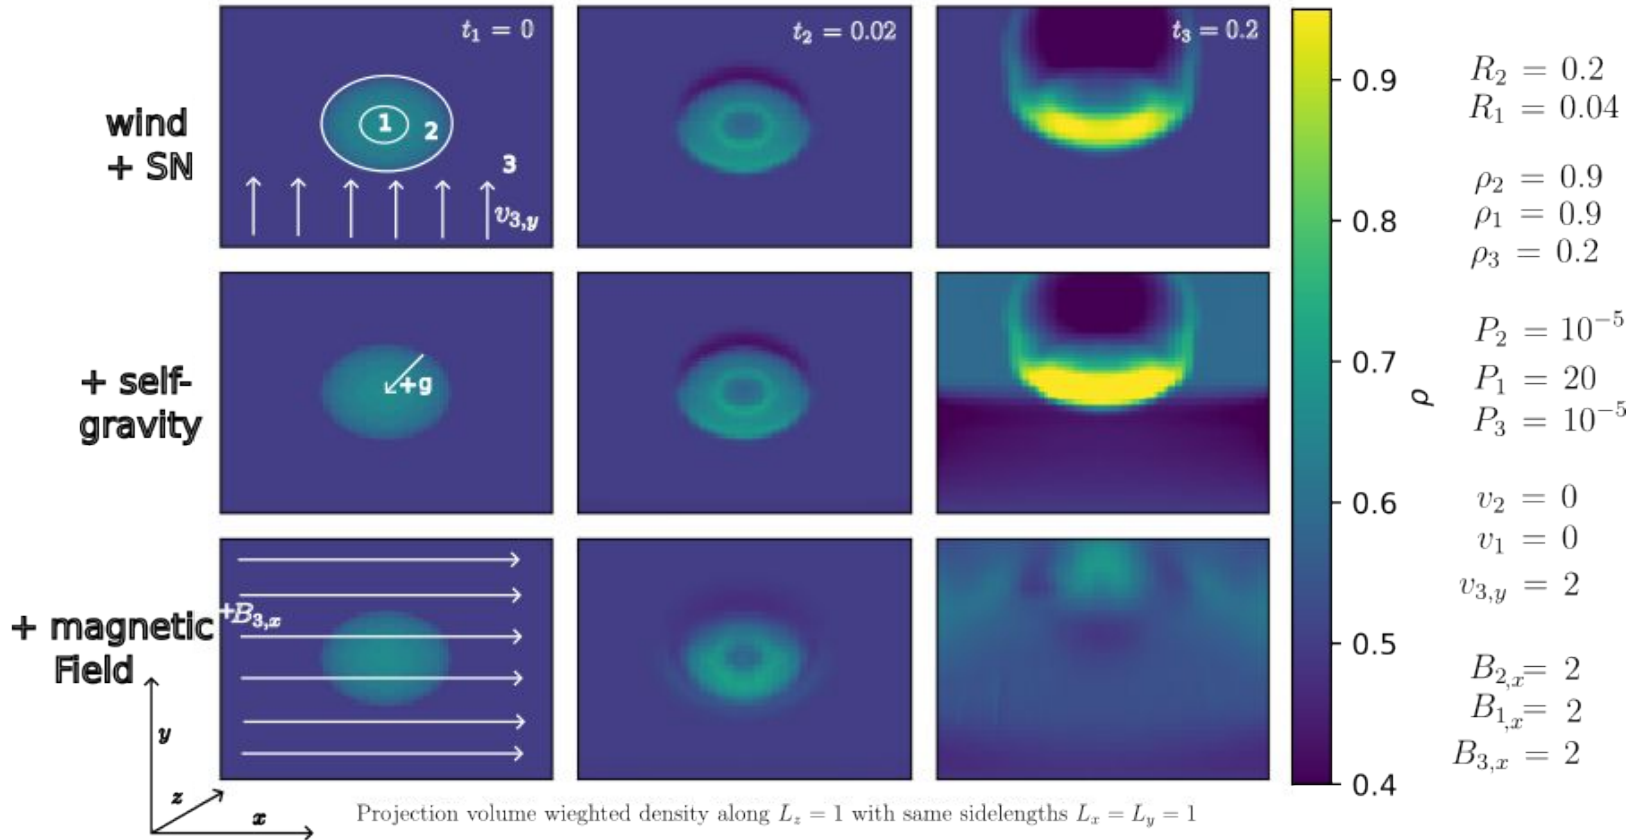 t₁ = 0
t₂ = 0.02
t₃ = 0.2
wind
+ SN
1
2
3
v₃,y
+ self-
gravity
+g
+ magnetic
Field
+B₃,x
y
z
x
0.9
0.8
0.7
0.6
0.5
0.4
ρ
R₂ = 0.2
R₁ = 0.04
ρ₂ = 0.9
ρ₁ = 0.9
ρ₃ = 0.2
P₂ = 10⁻⁵
P₁ = 20
P₃ = 10⁻⁵
v₂ = 0
v₁ = 0
v₃,y = 2
B₂,x = 2
B₁,x = 2
B₃,x = 2
Projection volume wieghted density along L_z = 1 with same sidelengths L_x = L_y = 1